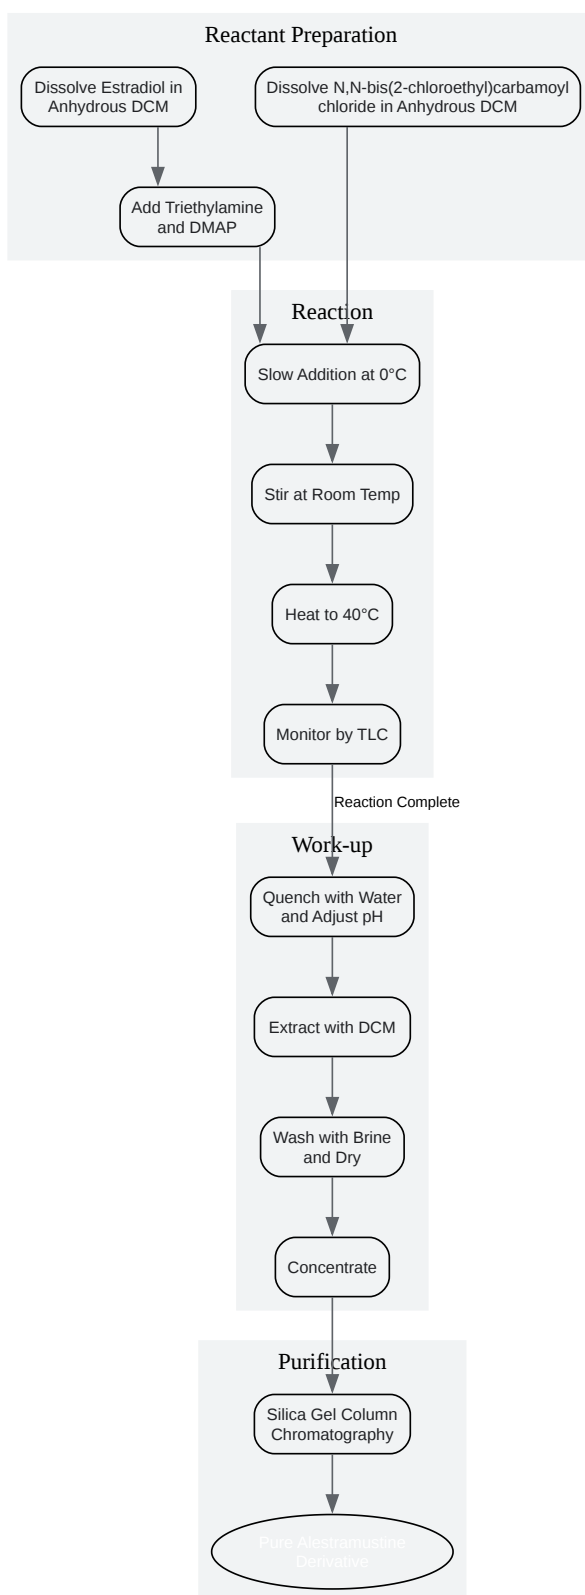 Reactant Preparation
Dissolve Estradiol in
Anhydrous DCM
Dissolve N,N-bis(2-chloroethyl)carbamoyl
chloride in Anhydrous DCM
Add Triethylamine
and DMAP
Reaction
Slow Addition at 0°C
Stir at Room Temp
Heat to 40°C
Monitor by TLC
Reaction Complete
Work-up
Quench with Water
and Adjust pH
Extract with DCM
Wash with Brine
and Dry
Concentrate
Purification
Silica Gel Column
Chromatography
Pure Alestramustine
Derivative